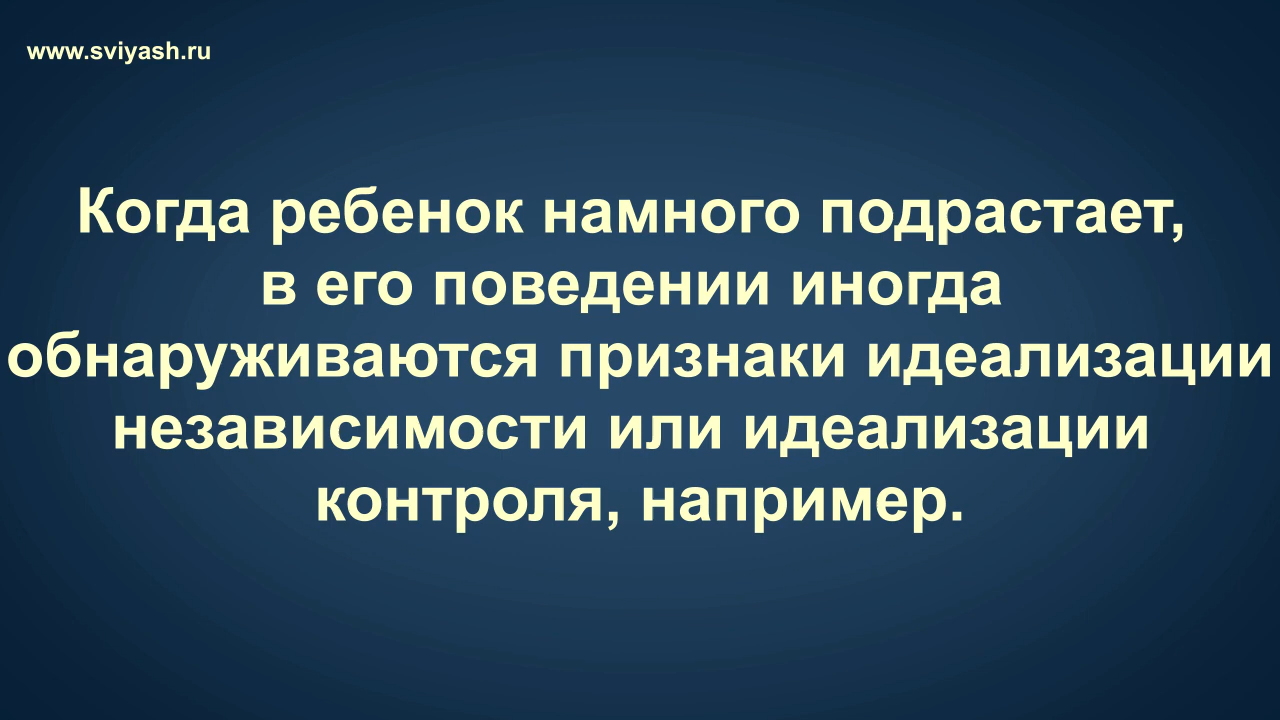 www.sviyash.ru
Когда ребенок намного подрастает,
в его поведении иногда
обнаруживаются признаки идеализации
независимости или идеализации
контроля, например.